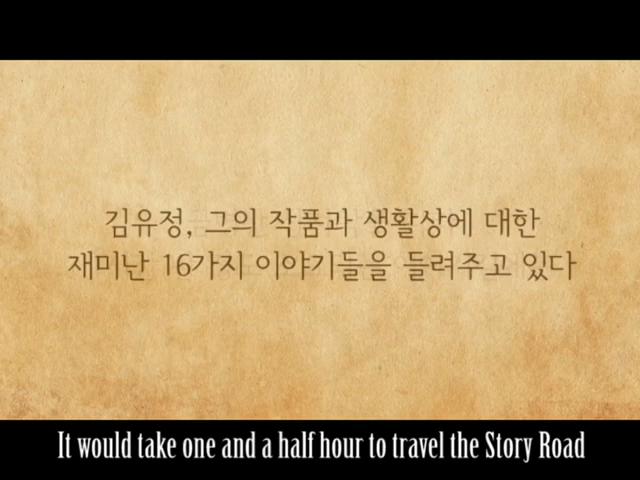 김유정, 그의 작품과 생활상에 대한
재미난 16가지 이야기들을 들려주고 있다
It would take one and a half hour to travel the Story Road